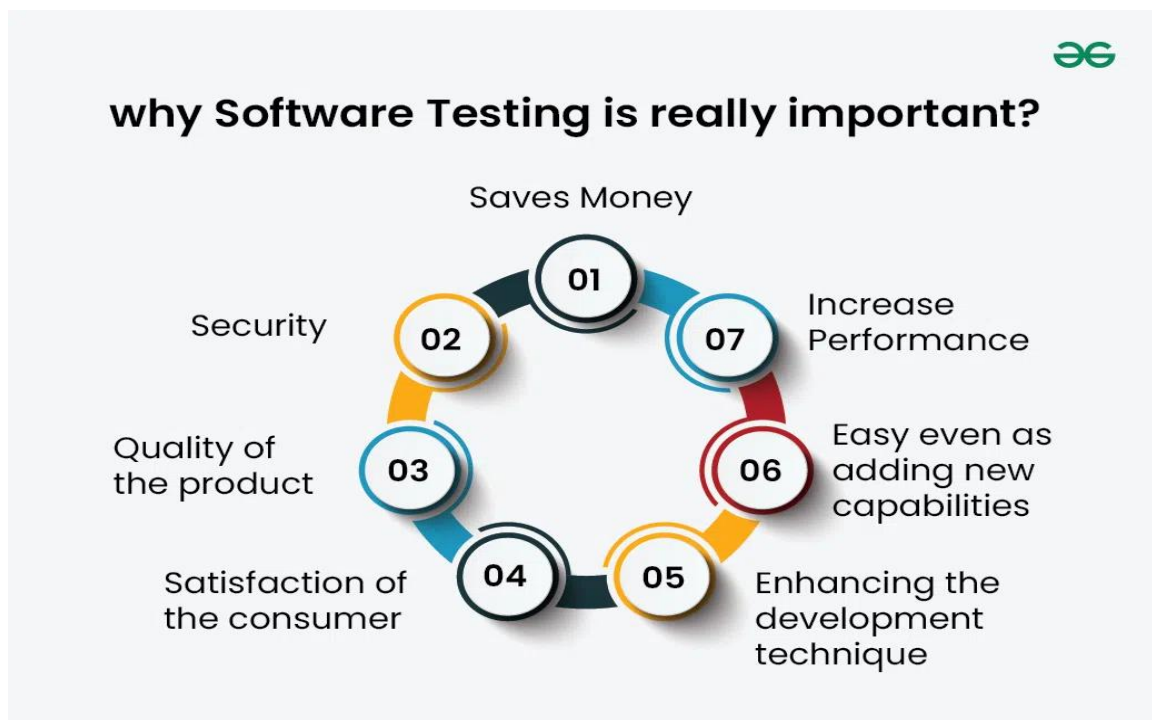 why Software Testing is really important?
Saves Money
01
Security
02
Quality of
the product
03
Satisfaction of
the consumer
04
05
Enhancing the
development
technique
06
Easy even as
adding new
capabilities
07
Increase
Performance